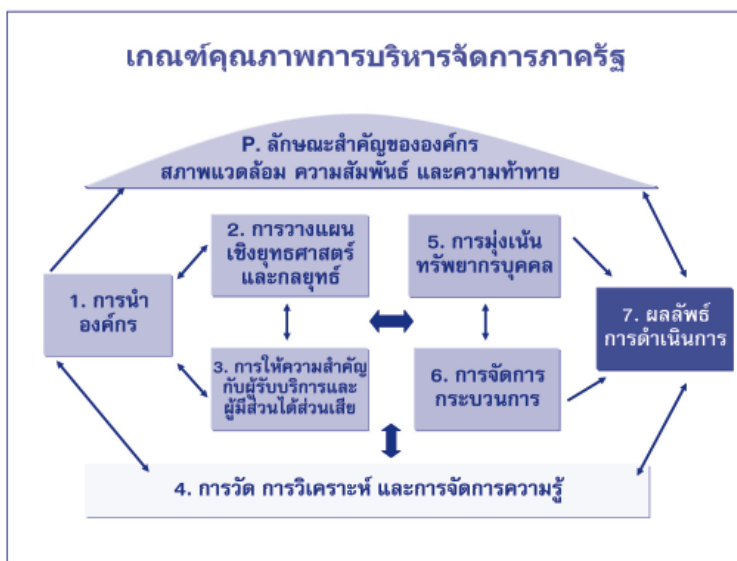 เกณฑ์คุณภาพการบริหารจัดการภาครัฐ
P. ลักษณะสำคัญขององค์กร
สภาพแวดล้อม ความสัมพันธ์ และความท้าทาย
1. การนำ
องค์กร
2. การวางแผน
เชิงยุทธศาสตร์
และกลยุทธ์
3. การให้ความสำคัญ
กับผู้รับบริการและ
ผู้มีส่วนได้ส่วนเสีย
5. การมุ่งเน้น
ทรัพยากรบุคคล
6. การจัดการ
กระบวนการ
7. ผลลัพธ์
การดำเนินการ
4. การวัด การวิเคราะห์ และการจัดการความรู้